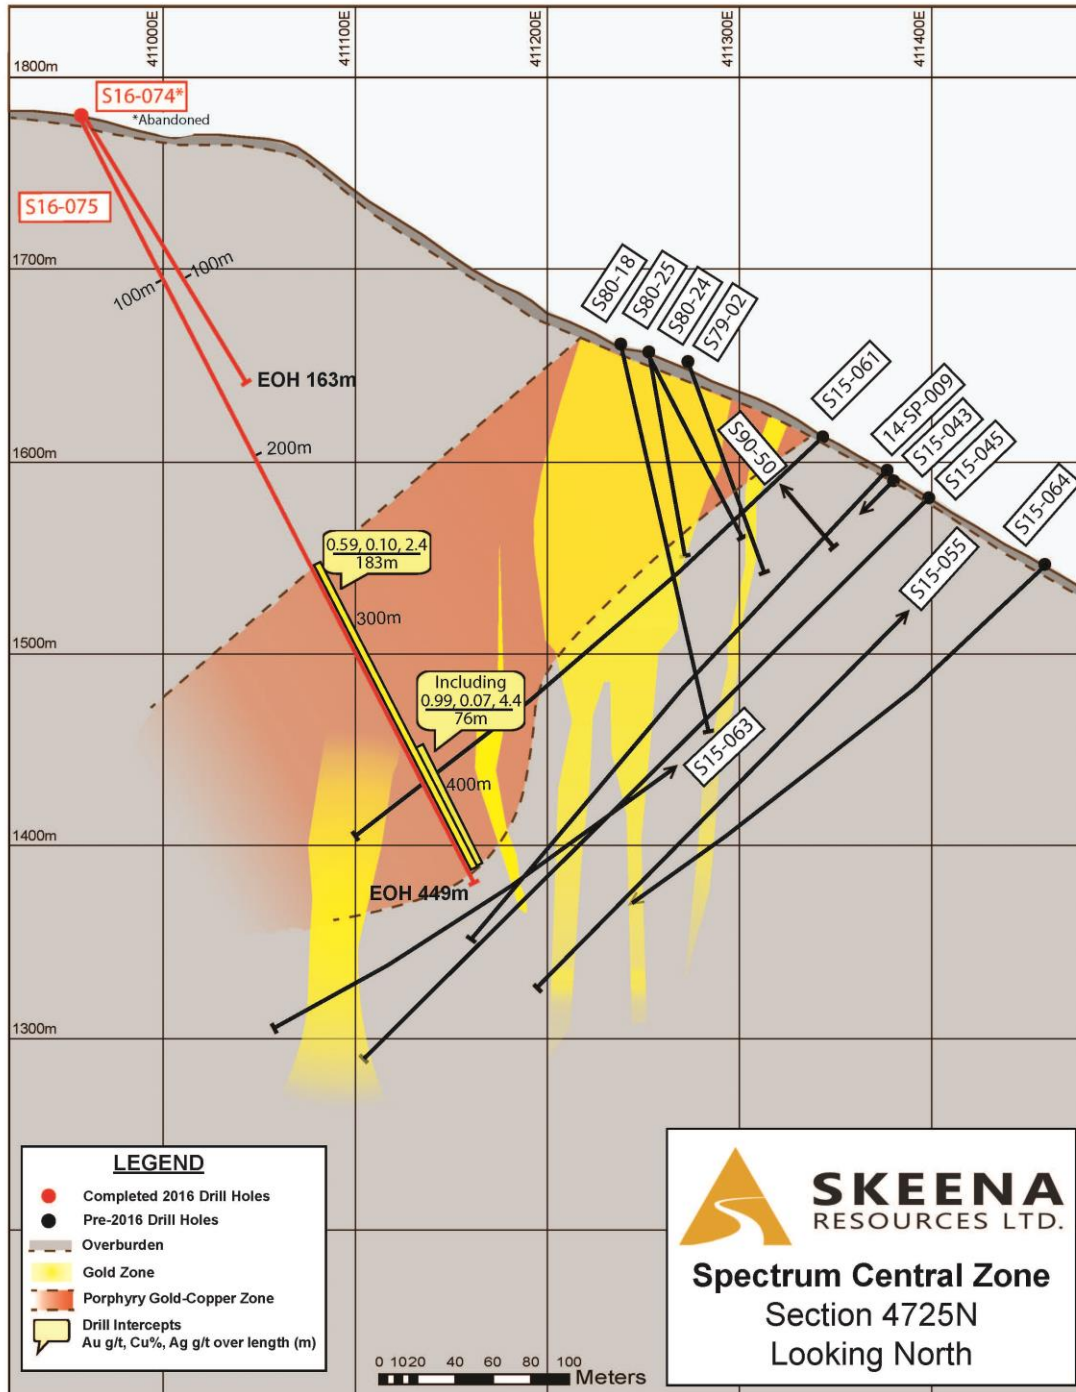 411000E
411100E
411200E
411300E
411400E
1800m
S16-074*
*Abandoned
S16-075
1700m
100m
100m
EOH 163m
200m
S80-18
S80-25
S80-24
S79-02
S15-061
14-SP-009
S15-043
S15-045
S15-064
S90-50
S15-055
1600m
0.59, 0.10, 2.4
183m
300m
1500m
Including
0.99, 0.07, 4.4
76m
S15-063
400m
1400m
EOH 449m
1300m
LEGEND
Completed 2016 Drill Holes
Pre-2016 Drill Holes
Overburden
Gold Zone
Porphyry Gold-Copper Zone
Drill Intercepts
Au g/t, Cu%, Ag g/t over length (m)
0 10 20 40 60 80 100
Meters
SKEENA
RESOURCES LTD.
Spectrum Central Zone
Section 4725N
Looking North